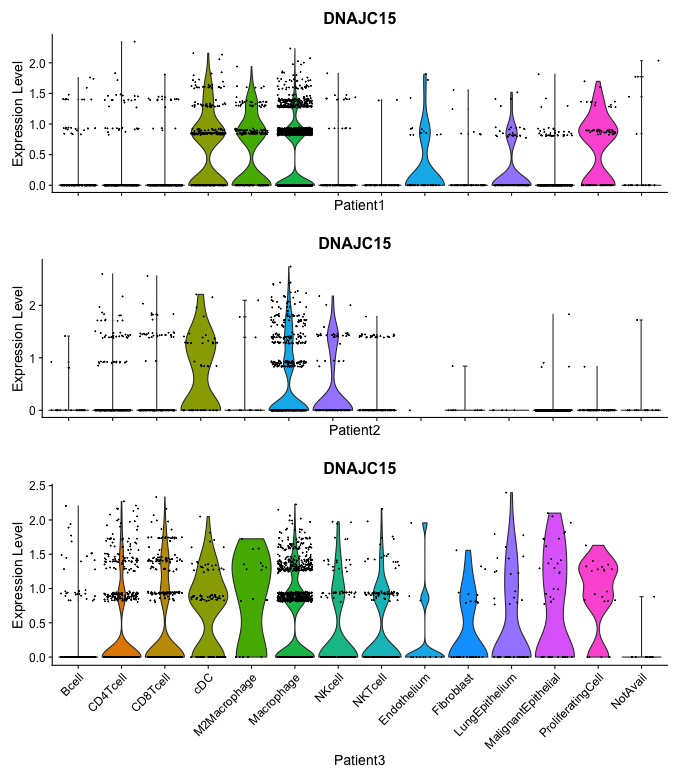 DNAJC15
Expression Level
2.0
1.5
1.0
0.5
0.0
Patient1
DNAJC15
Expression Level
2
1
0
Patient2
DNAJC15
Expression Level
2.5
2.0
1.5
1.0
0.5
0.0
Bcell
CD4Tcell
CD8Tcell
cDC
M2Macrophage
Macrophage
NKcell
NKTcell
Endothelium
Fibroblast
LungEpithelium
MalignantEpithelial
ProliferatingCell
NotAvail
Patient3